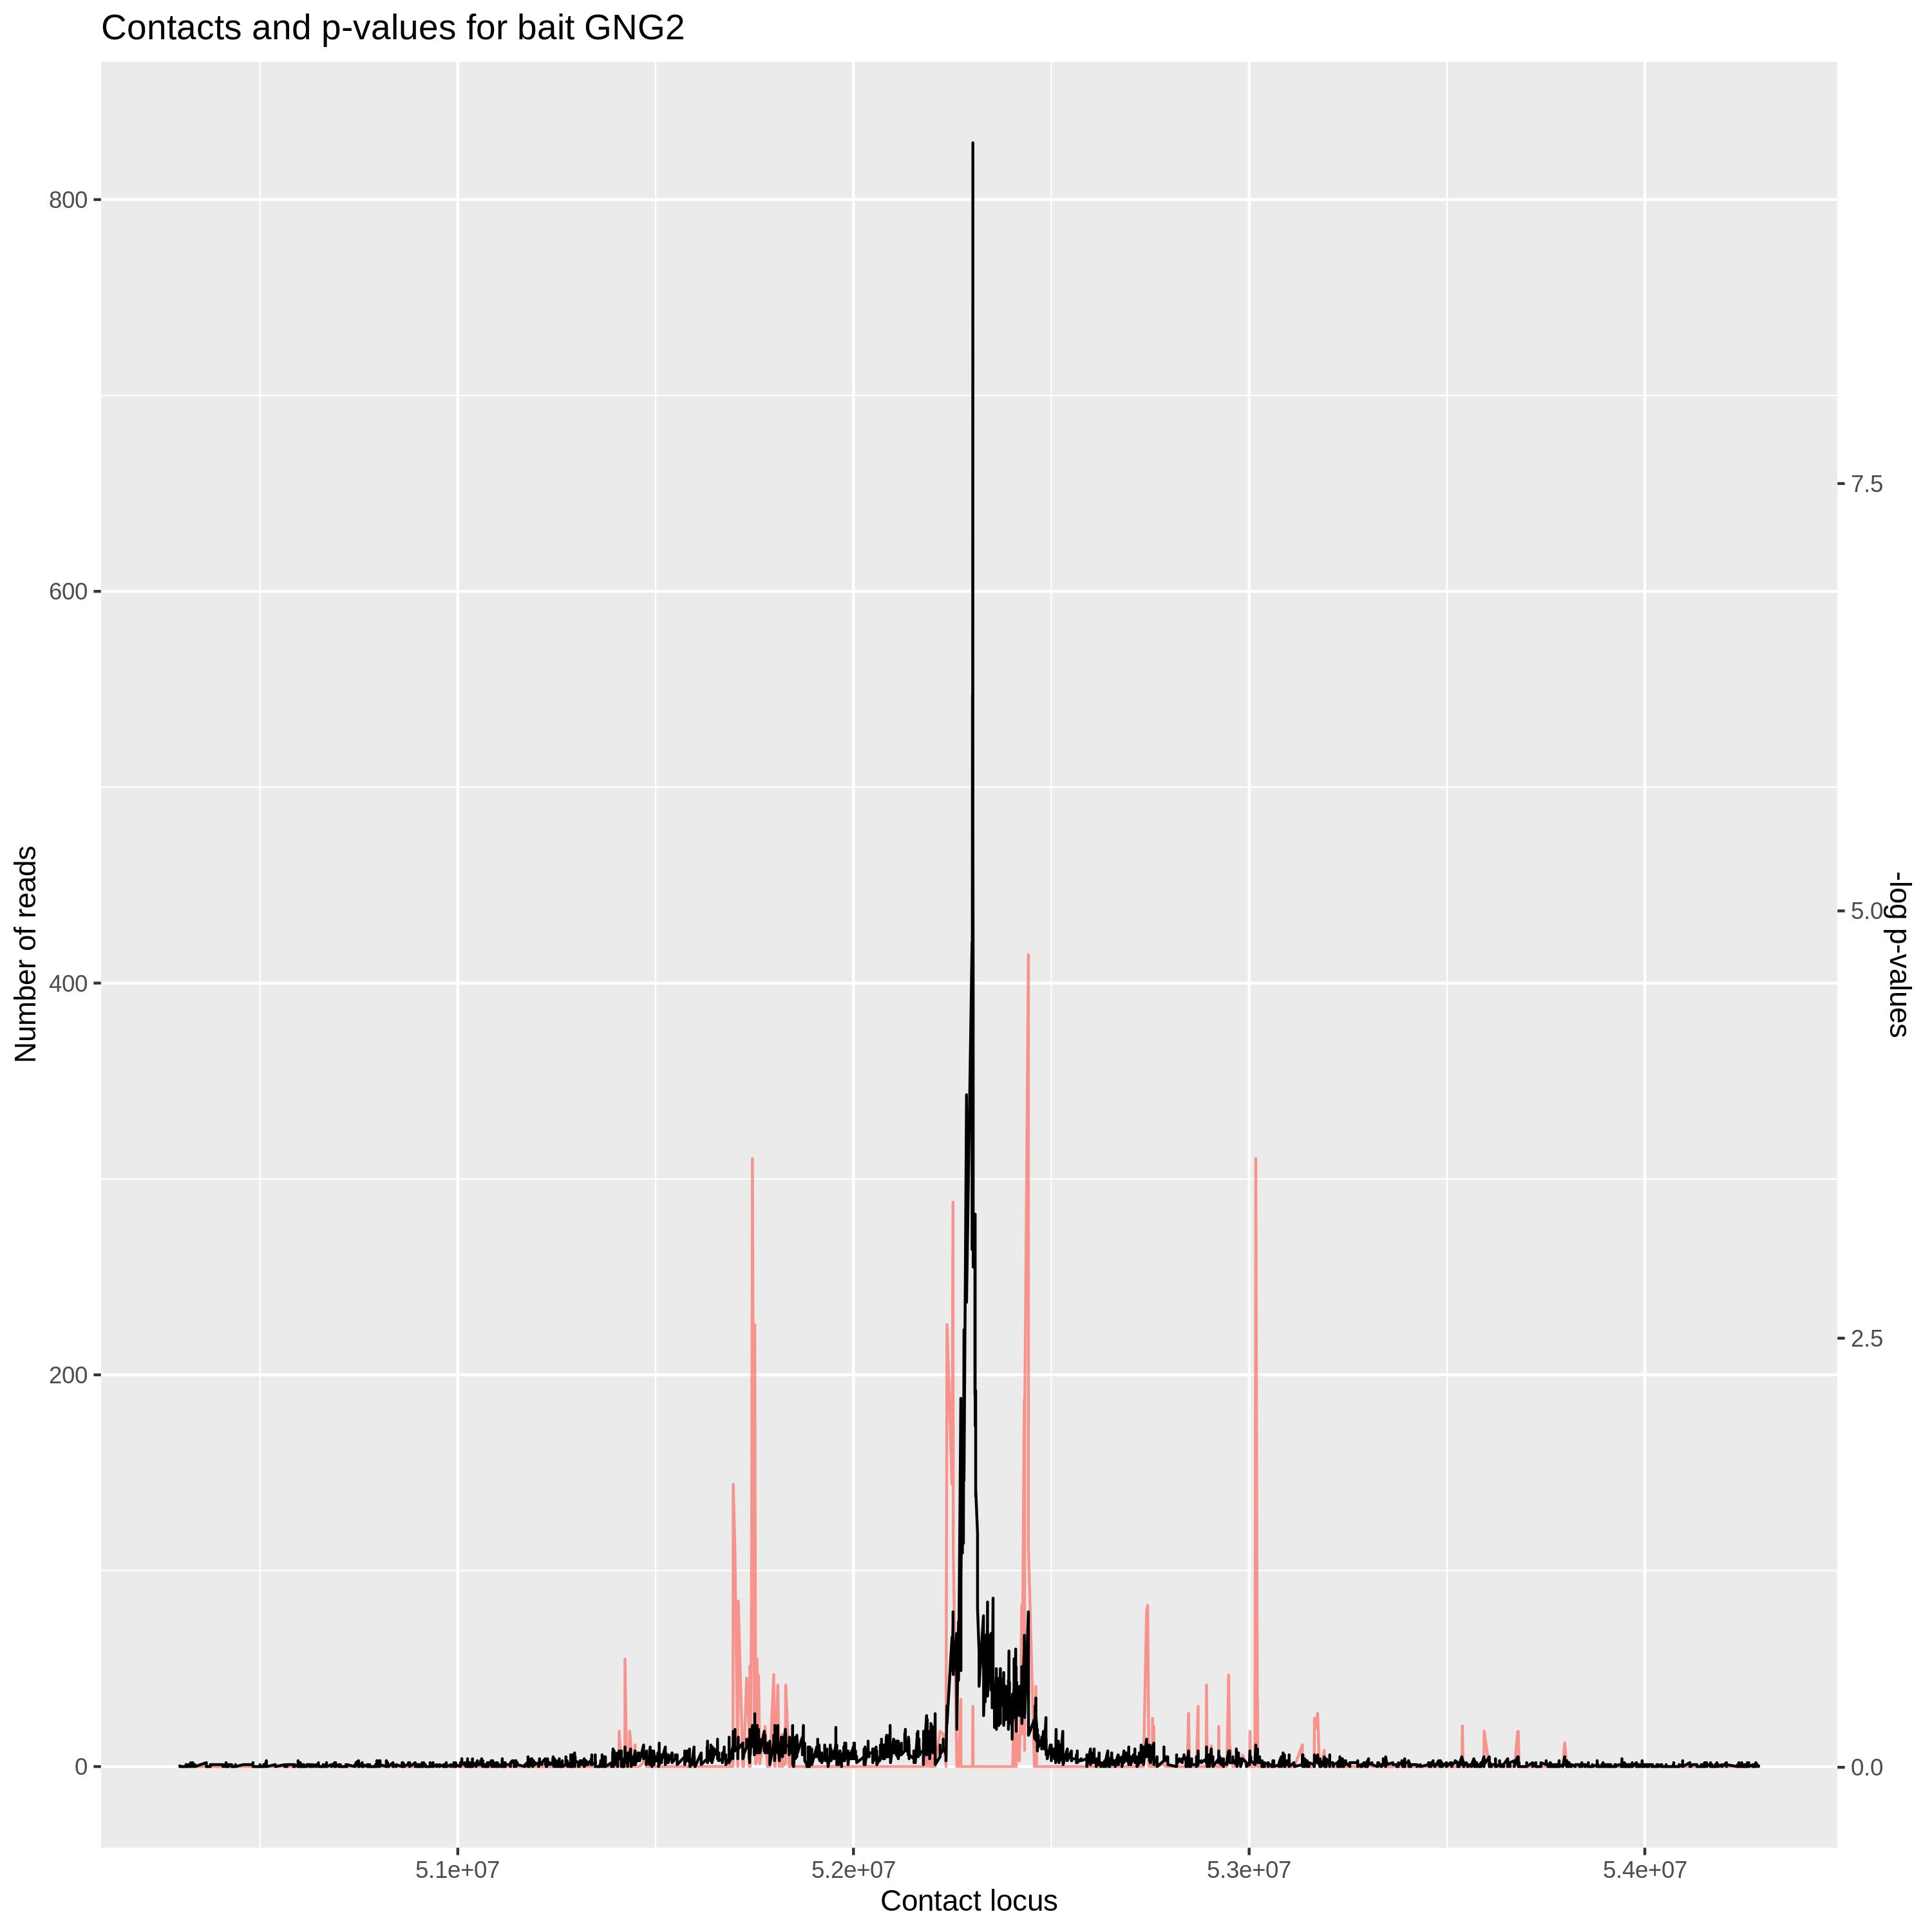 Contacts and p-values for bait GNG2
800
600
400
200
0
Number of reads
7.5
5.0
2.5
0.0
-log p-values
5.1e+07
5.2e+07
5.3e+07
5.4e+07
Contact locus